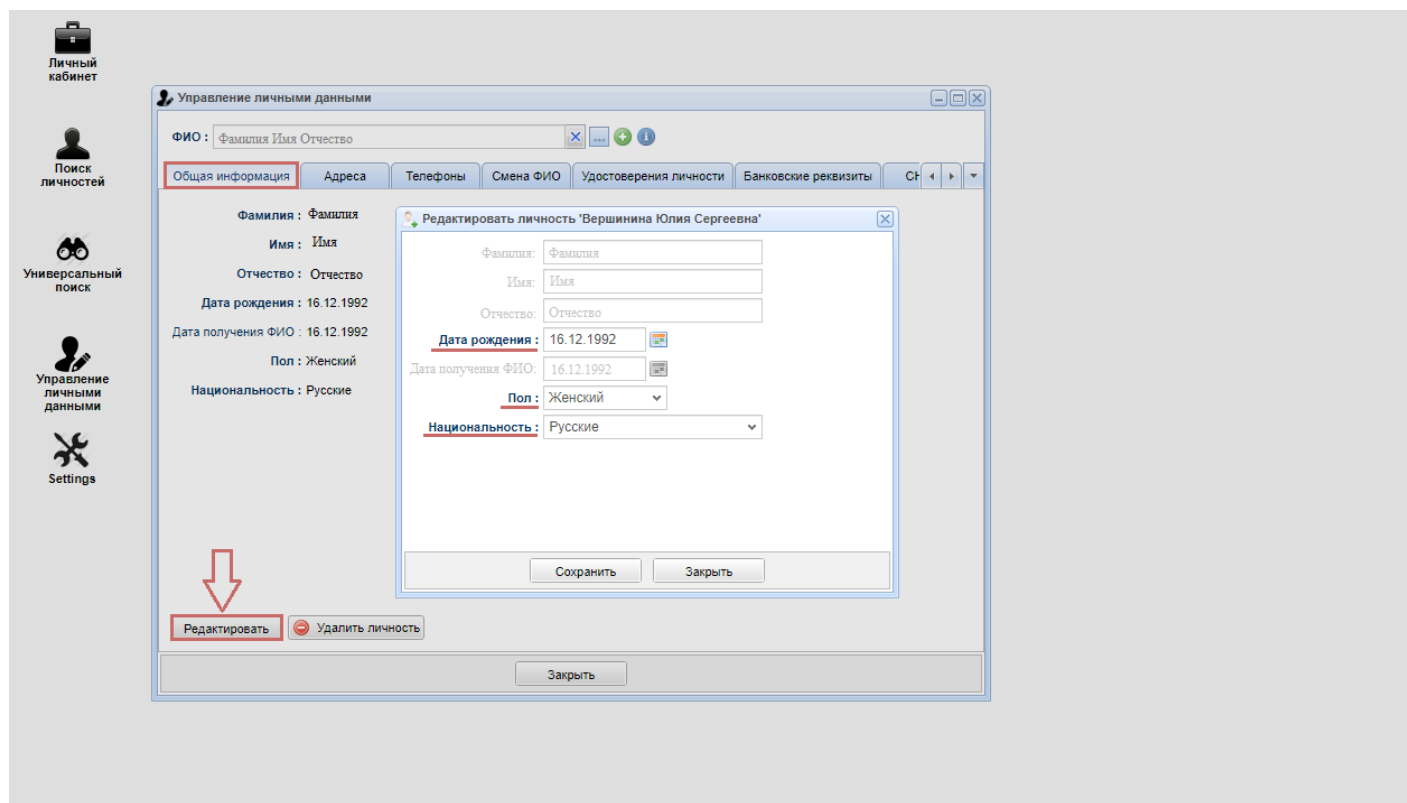 Личный
кабинет
Поиск
личностей
Универсальный
поиск
Управление
личными
данными
Settings
Управление личными данными
ФИО : Фамилия Имя Отчество
...
Общая информация Адреса Телефоны Смена ФИО Удостоверения личности Банковские реквизиты
Фамилия : Фамилия
Имя : Имя
Отчество : Отчество
Дата рождения : 16.12.1992
Дата получения ФИО : 16.12.1992
Пол : Женский
Национальность : Русские
Редактировать личность 'Вершинина Юлия Сергеевна'
Фамилия: Фамилия
Имя: Имя
Отчество: Отчество
Дата рождения : 16.12.1992
Дата получения ФИО: 16.12.1992
Пол : Женский
Национальность : Русские
Сохранить Закрыть
Редактировать Удалить личность
Закрыть